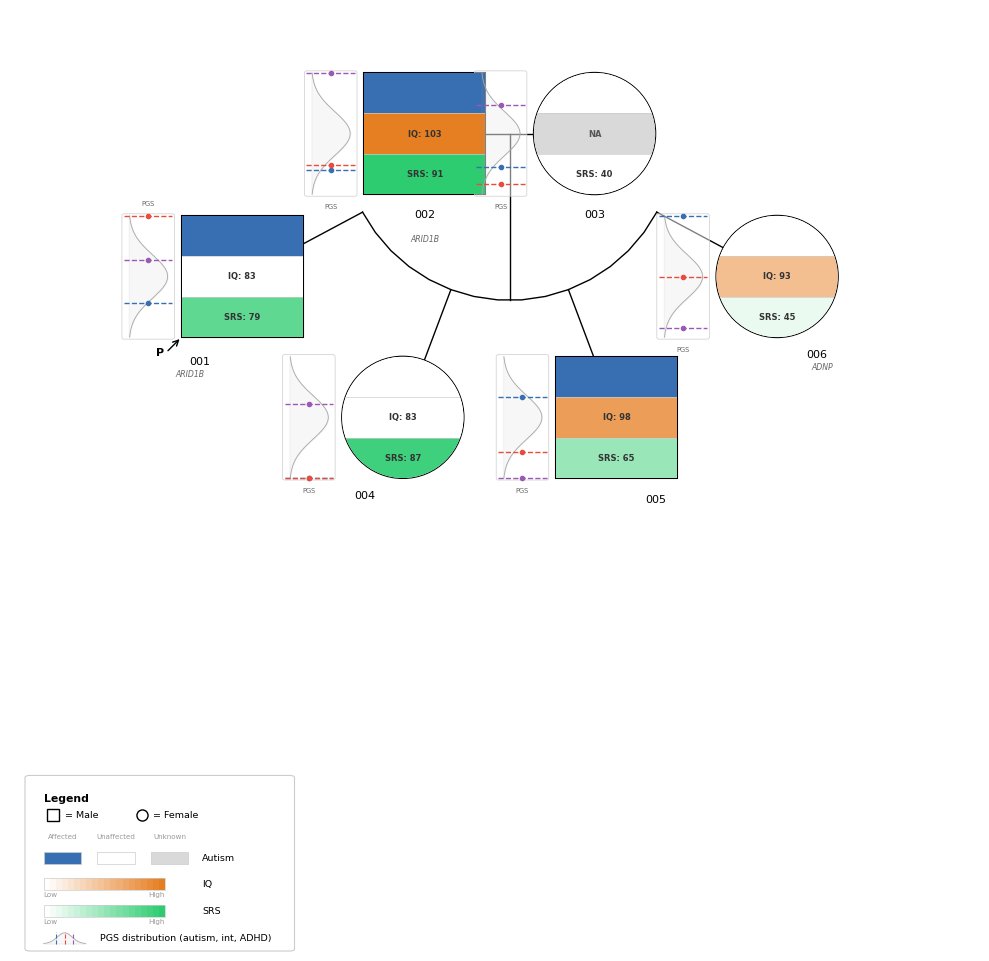 IQ: 103
SRS: 91
PGS
002
ARID1B
NA
SRS: 40
PGS
003
PGS
IQ: 83
SRS: 79
P
001
ARID1B
IQ: 93
SRS: 45
PGS
006
ADNP
IQ: 83
SRS: 87
PGS
004
IQ: 98
SRS: 65
PGS
005
Legend
= Male
= Female
Affected
Unaffected
Unknown
Autism
IQ
Low
High
SRS
Low
High
PGS distribution (autism, int, ADHD)